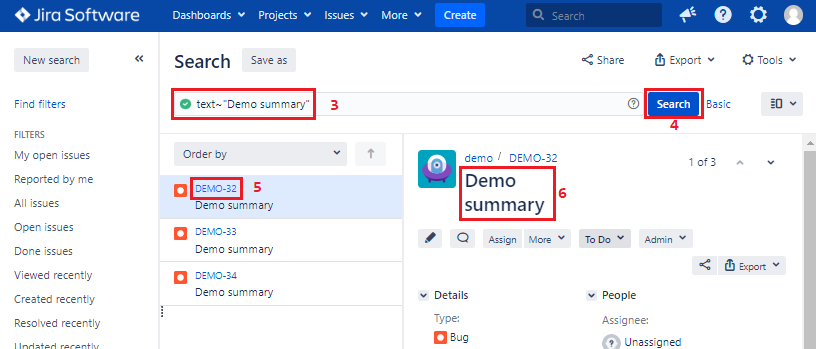 Jira Software Dashboards Projects Issues More Create Search
New search
Search Save as Share Export Tools
Find filters
text~"Demo summary" 3 Search Basic
4
FILTERS
My open issues
Reported by me
All issues
Open issues
Done issues
Viewed recently
Created recently
Resolved recently
Updated recently
Order by
DEMO-32 5
Demo summary
DEMO-33
Demo summary
DEMO-34
Demo summary
demo / DEMO-32 1 of 3
Demo
summary 6
Assign More To Do Admin
Export
Details People
Type: Assignee:
Bug Unassigned